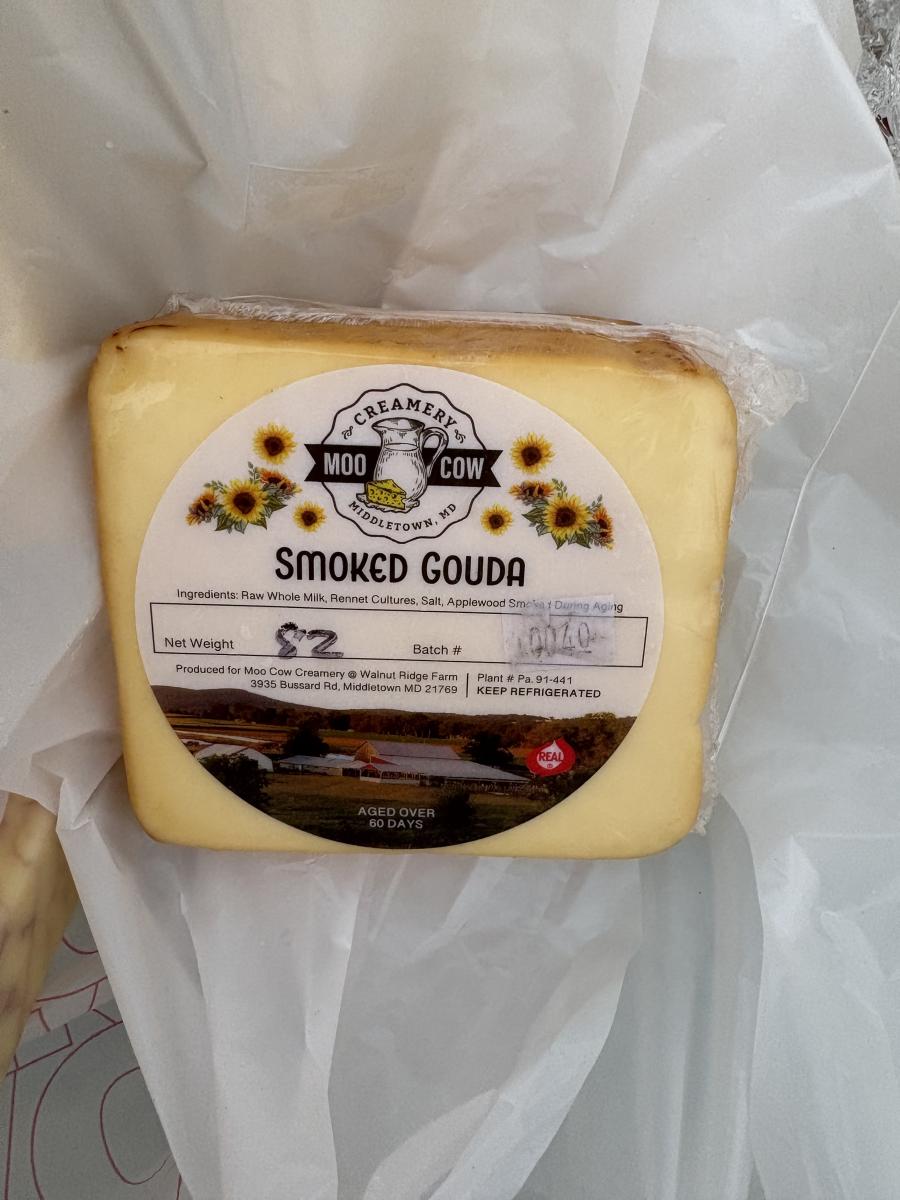 CREAMERY
MOO COW
MIDDLETOWN, MD
SMOKED GOUDA
Ingredients: Raw Whole Milk, Rennet Cultures, Salt, Applewood Smoked During Aging
Net Weight Batch #
Produced for Moo Cow Creamery @ Walnut Ridge Farm
3935 Bussard Rd, Middletown MD 21769
Plant # Pa. 91-441
KEEP REFRIGERATED
REAL
®
AGED OVER
60 DAYS